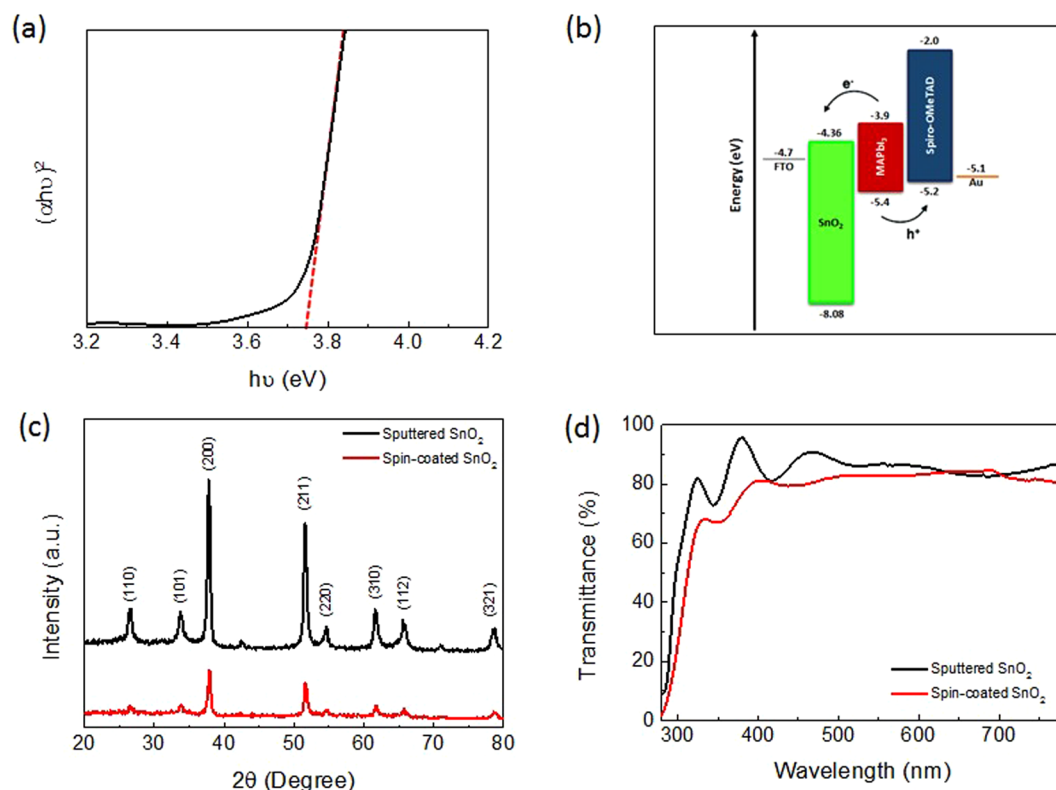 (a)
(αhυ)²
3.2 3.4 3.6 3.8 4.0 4.2
hυ (eV)
(b)
Energy (eV)
-4.7
FTO
-4.36
SnO₂
-8.08
e⁻
-3.9
MAPbI₃
-5.4
h⁺
-2.0
Spiro-OMeTAD
-5.2
-5.1
Au
(c)
Intensity (a.u.)
Sputtered SnO₂
Spin-coated SnO₂
(110)
(101)
(200)
(211)
(220)
(310)
(112)
(321)
20 30 40 50 60 70 80
2θ (Degree)
(d)
Transmittance (%)
100
80
60
40
20
0
Sputtered SnO₂
Spin-coated SnO₂
300 400 500 600 700
Wavelength (nm)